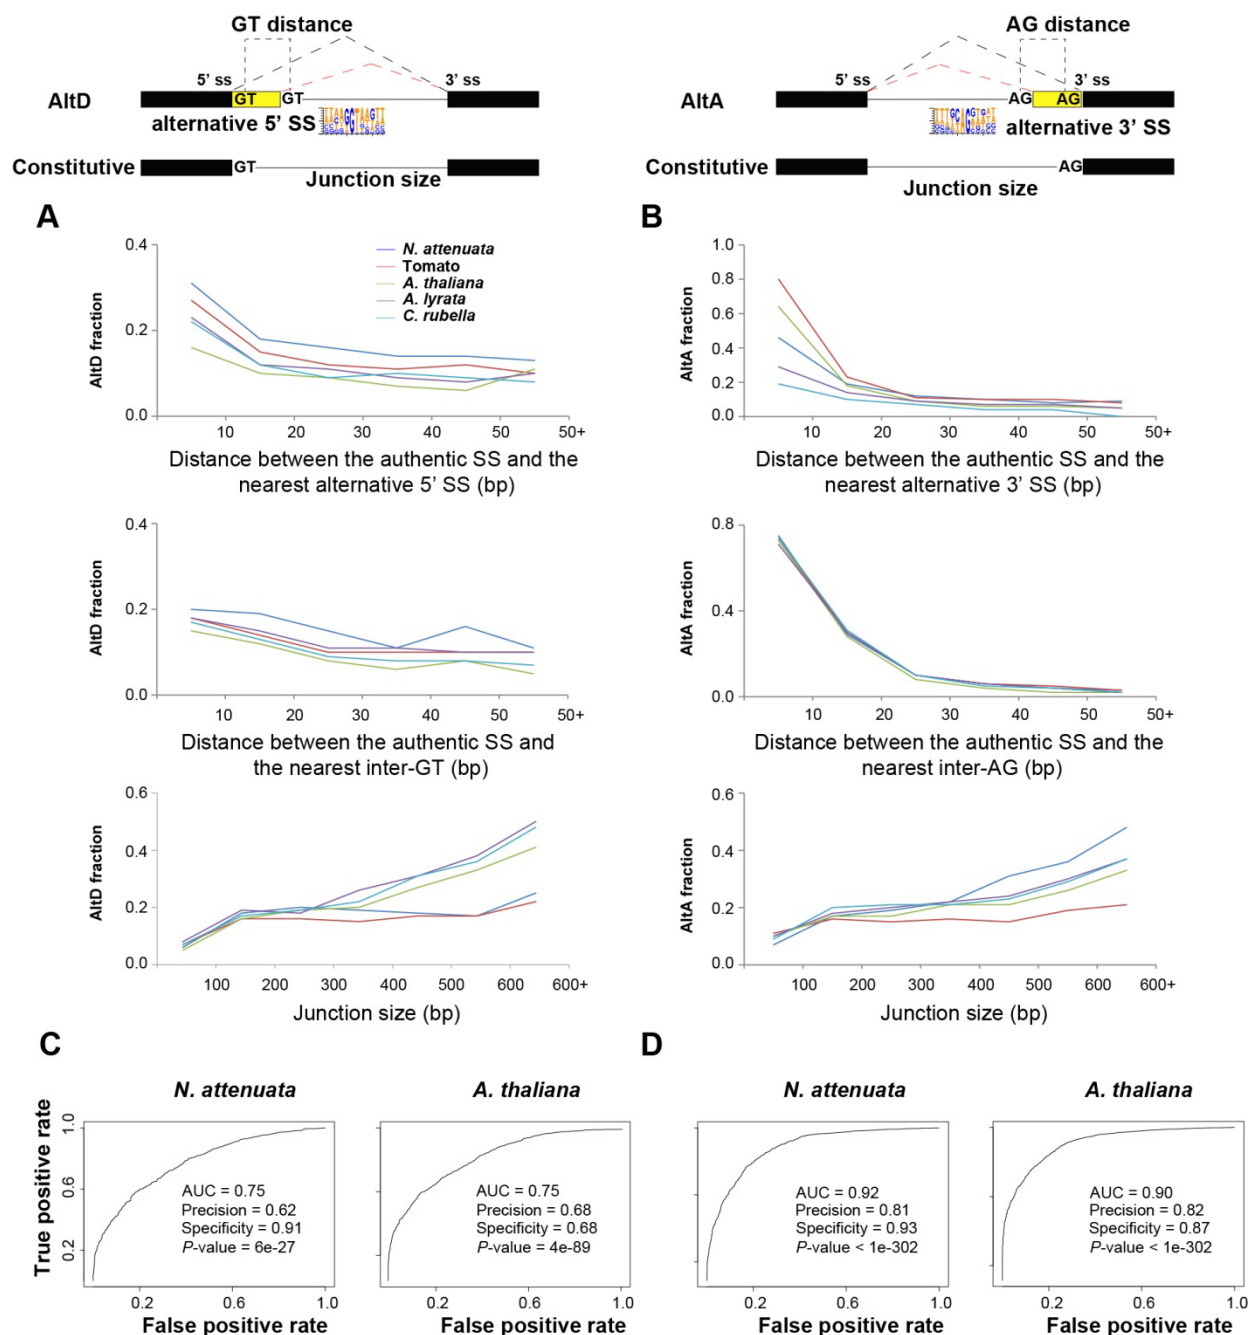 GT distance
5' ss
3' ss
AltD
GT
GT
alternative 5' SS
Constitutive
GT
Junction size
AG distance
5' ss
3' ss
AltA
AG
AG
alternative 3' SS
Constitutive
AG
Junction size
A
0.4
0.2
0.0
AltD fraction
N. attenuata
Tomato
A. thaliana
A. lyrata
C. rubella
10 20 30 40 50 50+
Distance between the authentic SS and the
nearest alternative 5' SS (bp)
0.4
0.2
0.0
AltD fraction
10 20 30 40 50 50+
Distance between the authentic SS and
the nearest inter-GT (bp)
0.6
0.4
0.2
0.0
AltD fraction
100 200 300 400 500 600 600+
Junction size (bp)
B
1.0
0.8
0.6
0.4
0.2
0.0
AltA fraction
10 20 30 40 50 50+
Distance between the authentic SS and the
nearest alternative 3' SS (bp)
0.8
0.4
0.0
AltA fraction
10 20 30 40 50 50+
Distance between the authentic SS and the
nearest inter-AG (bp)
0.6
0.4
0.2
0.0
AltA fraction
100 200 300 400 500 600+
Junction size (bp)
C
N. attenuata
True positive rate
1.0
0.6
0.2
AUC = 0.75
Precision = 0.62
Specificity = 0.91
P-value = 6e-27
0.2 0.6 1.0
False positive rate
A. thaliana
AUC = 0.75
Precision = 0.68
Specificity = 0.68
P-value = 4e-89
0.2 0.6 1.0
False positive rate
D
N. attenuata
AUC = 0.92
Precision = 0.81
Specificity = 0.93
P-value < 1e-302
0.2 0.6 1.0
False positive rate
A. thaliana
AUC = 0.90
Precision = 0.82
Specificity = 0.87
P-value < 1e-302
0.2 0.6 1.0
False positive rate